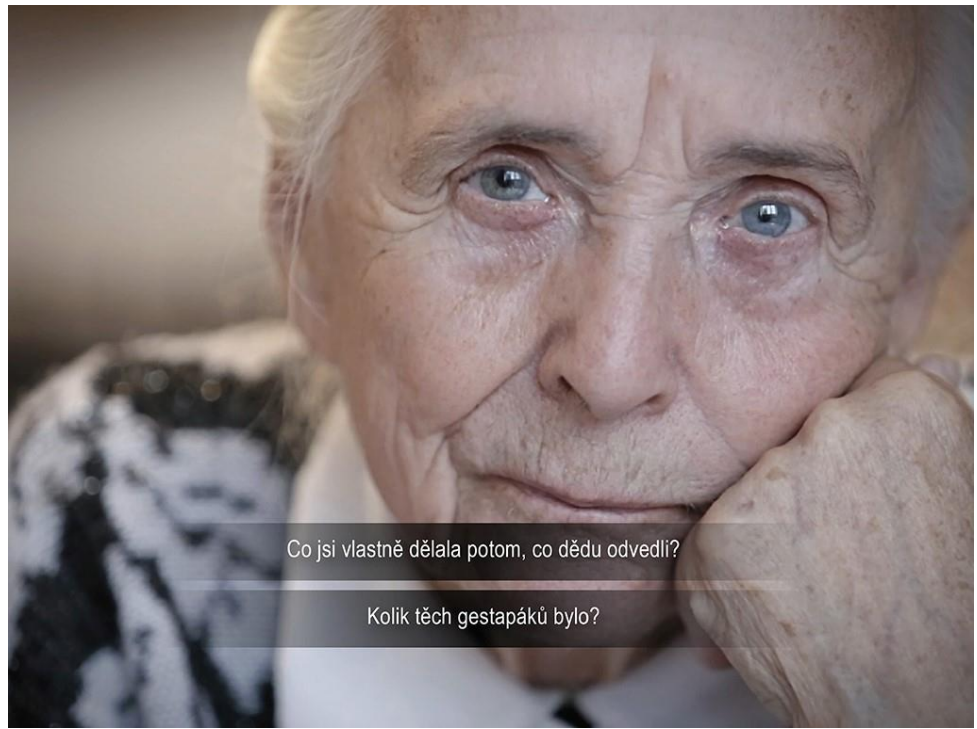 Co jsi vlastně dělala potom, co dědu odvedli?
Kolik těch gestapáků bylo?